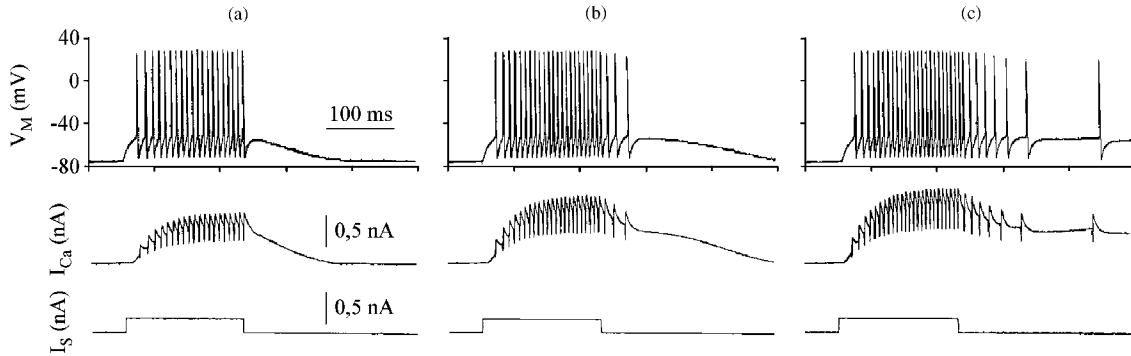 (a) (b) (c)
V_M (mV)
40
0
-40
-80
100 ms
I_Ca (nA)
0,5 nA
I_S (nA)
0,5 nA